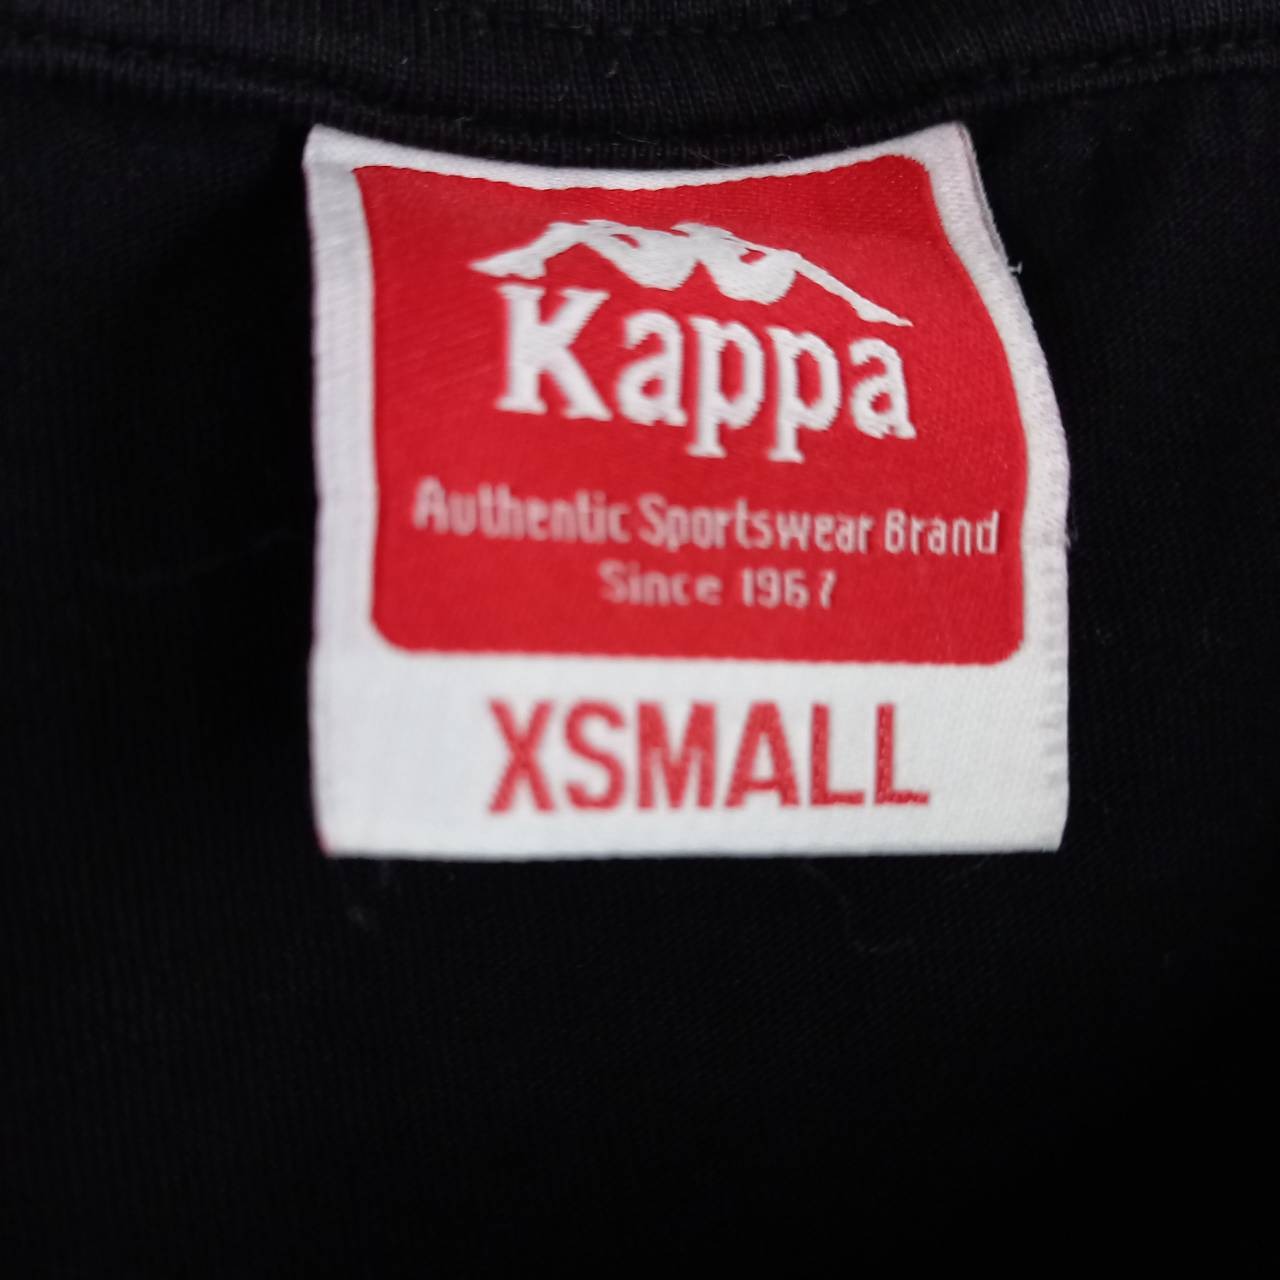 Kappa
Authentic Sportswear Brand
Since 1967
XSMALL